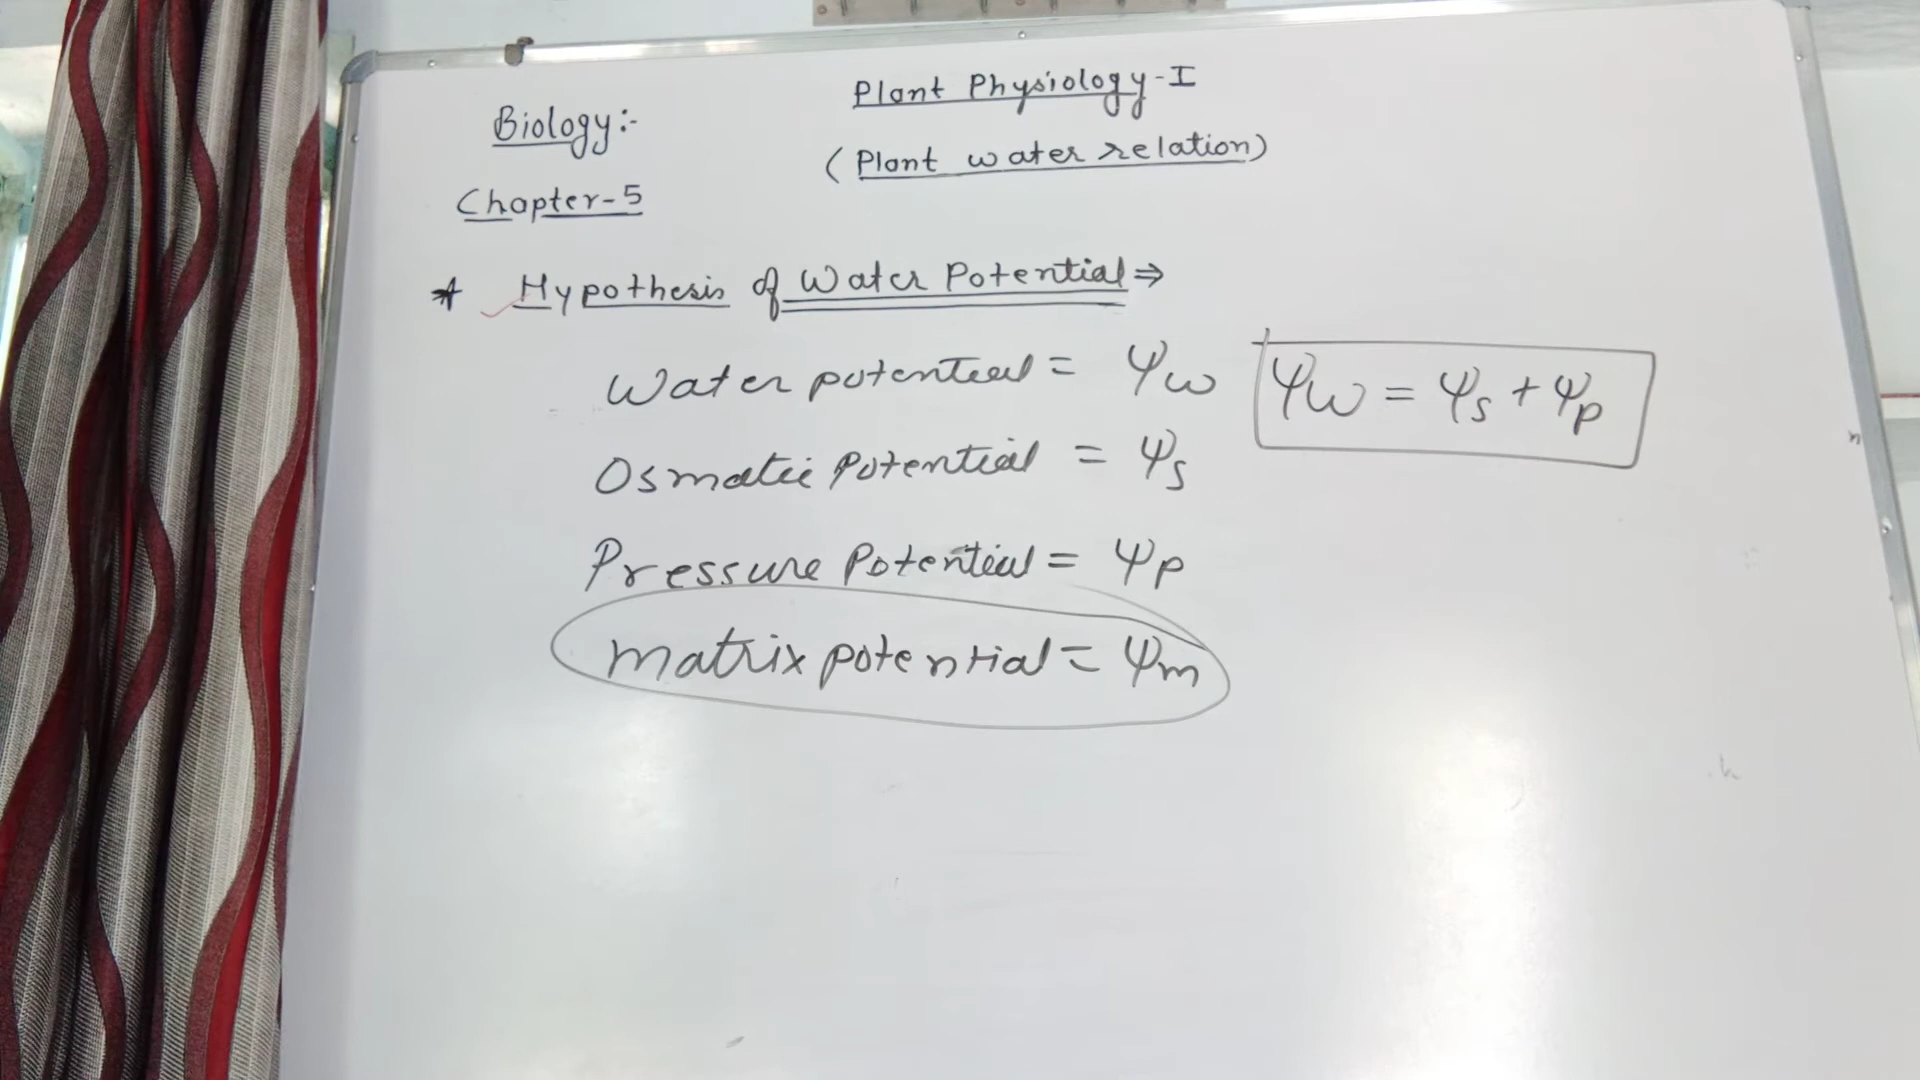 Biology:-
Plant Physiology-I
(Plant water relation)
Chapter-5
* Hypothesis of Water Potential ⇒
Water potential = Ψw
Ψw = Ψs + Ψp
Osmatic Potential = Ψs
Pressure Potential = Ψp
matrix potential = Ψm